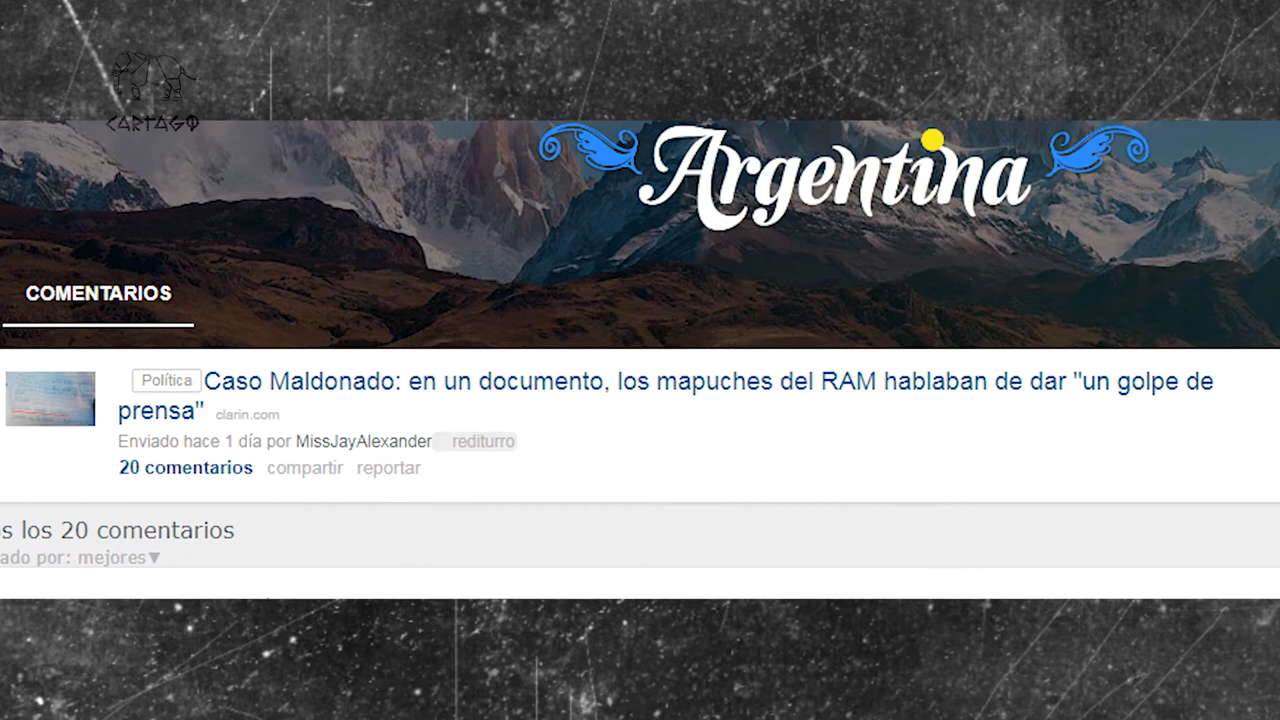 CARTAGO
Argentina
COMENTARIOS
Política Caso Maldonado: en un documento, los mapuches del RAM hablaban de dar "un golpe de
prensa" clarin.com
Enviado hace 1 día por MissJayAlexander rediturro
20 comentarios compartir reportar
os los 20 comentarios
ado por: mejores▼